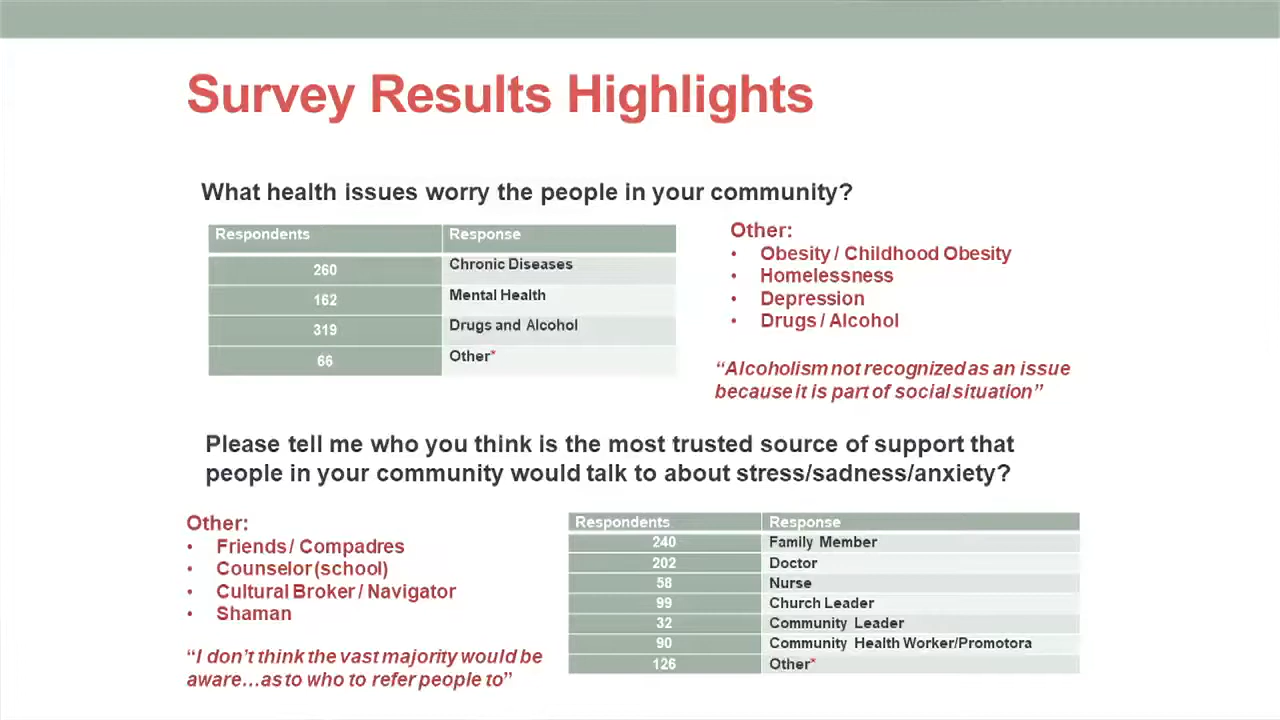 Survey Results Highlights
What health issues worry the people in your community?
Respondents Response
260 Chronic Diseases
162 Mental Health
319 Drugs and Alcohol
66 Other*
Other:
• Obesity / Childhood Obesity
• Homelessness
• Depression
• Drugs / Alcohol
“Alcoholism not recognized as an issue
because it is part of social situation”
Please tell me who you think is the most trusted source of support that
people in your community would talk to about stress/sadness/anxiety?
Other:
• Friends / Compadres
• Counselor (school)
• Cultural Broker / Navigator
• Shaman
“I don’t think the vast majority would be
aware…as to who to refer people to”
Respondents Response
240 Family Member
202 Doctor
58 Nurse
99 Church Leader
32 Community Leader
90 Community Health Worker/Promotora
126 Other*